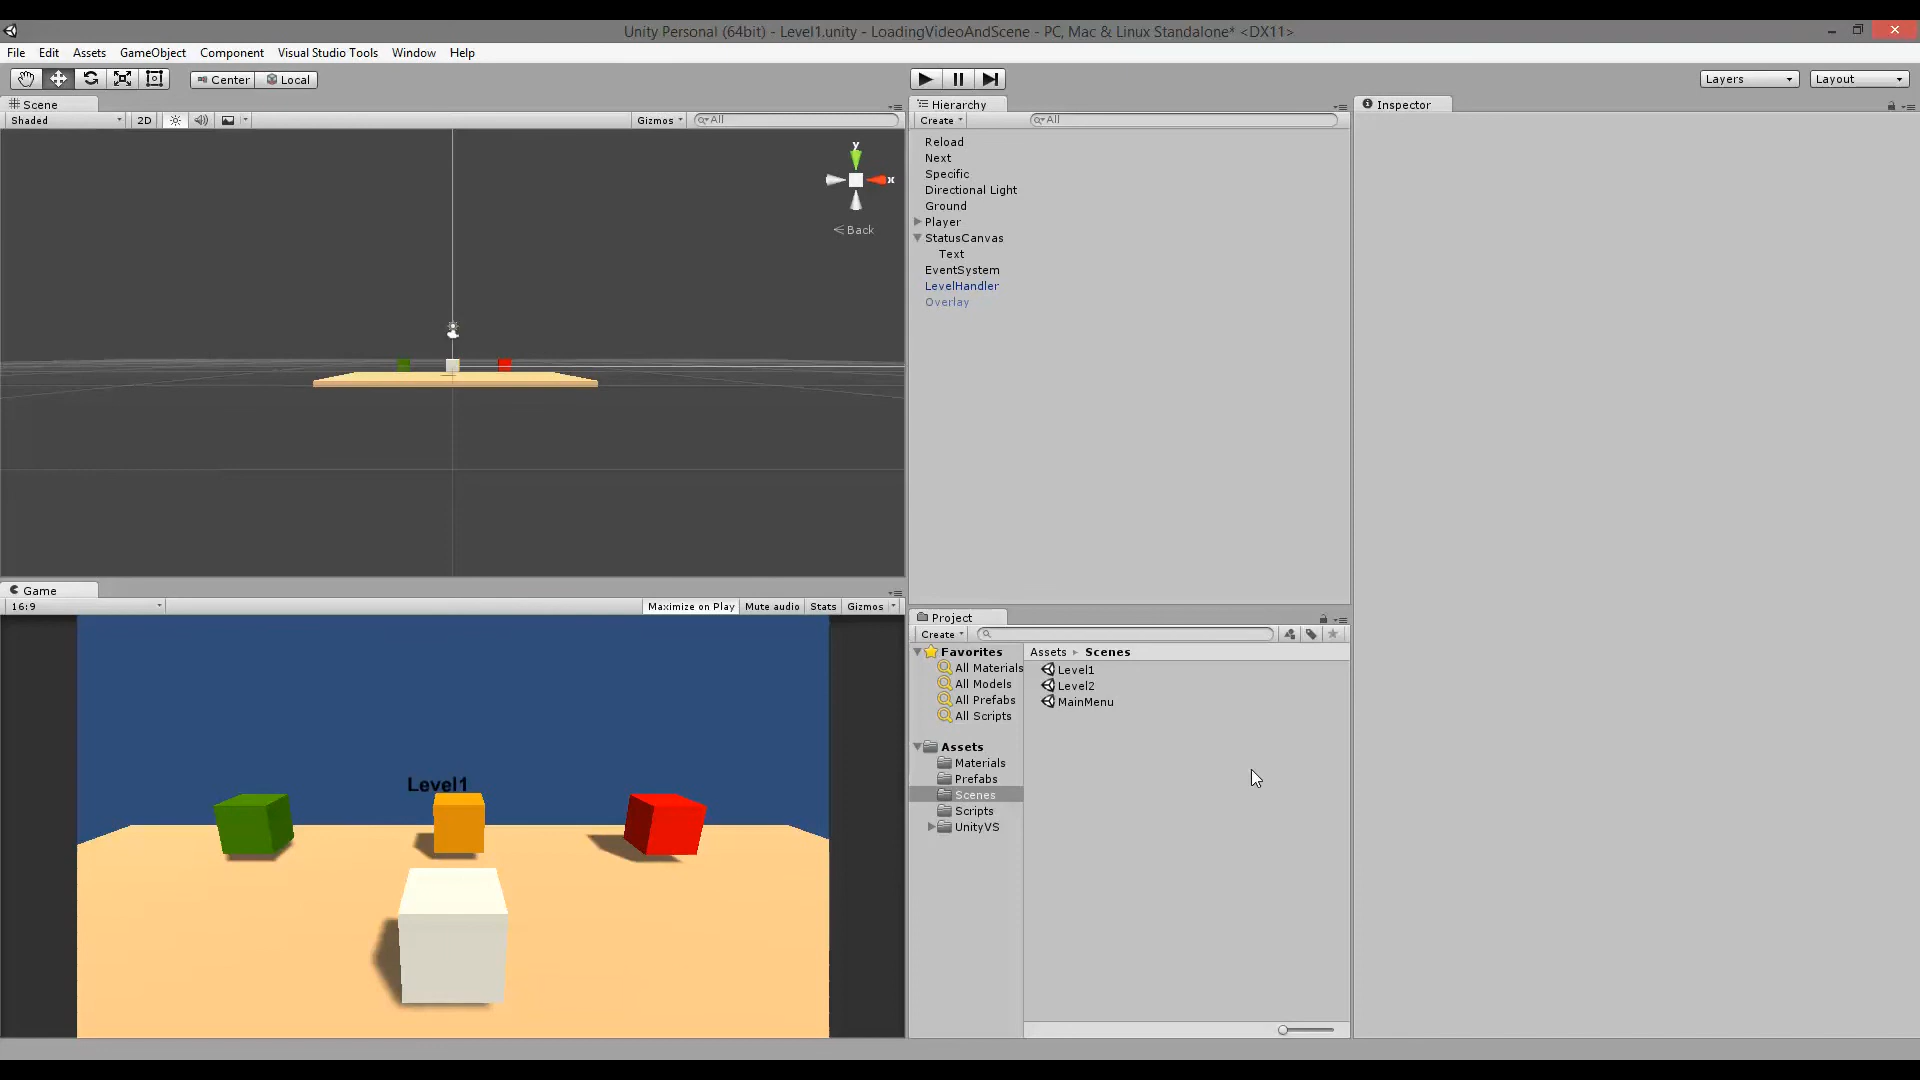 Unity Personal (64bit) - Level1.unity - LoadingVideoAndScene - PC, Mac & Linux Standalone* <DX11>
File Edit Assets GameObject Component Visual Studio Tools Window Help
Center Local Layers Layout
Scene
Shaded 2D Gizmos All
y
x
Back
Game
16:9 Maximize on Play Mute audio Stats Gizmos
Level1
Hierarchy
Create All
Reload
Next
Specific
Directional Light
Ground
Player
StatusCanvas
Text
EventSystem
LevelHandler
Overlay
Project
Create
Favorites
All Materials
All Models
All Prefabs
All Scripts
Assets
Materials
Prefabs
Scenes
Scripts
UnityVS
Assets Scenes
Level1
Level2
MainMenu
Inspector